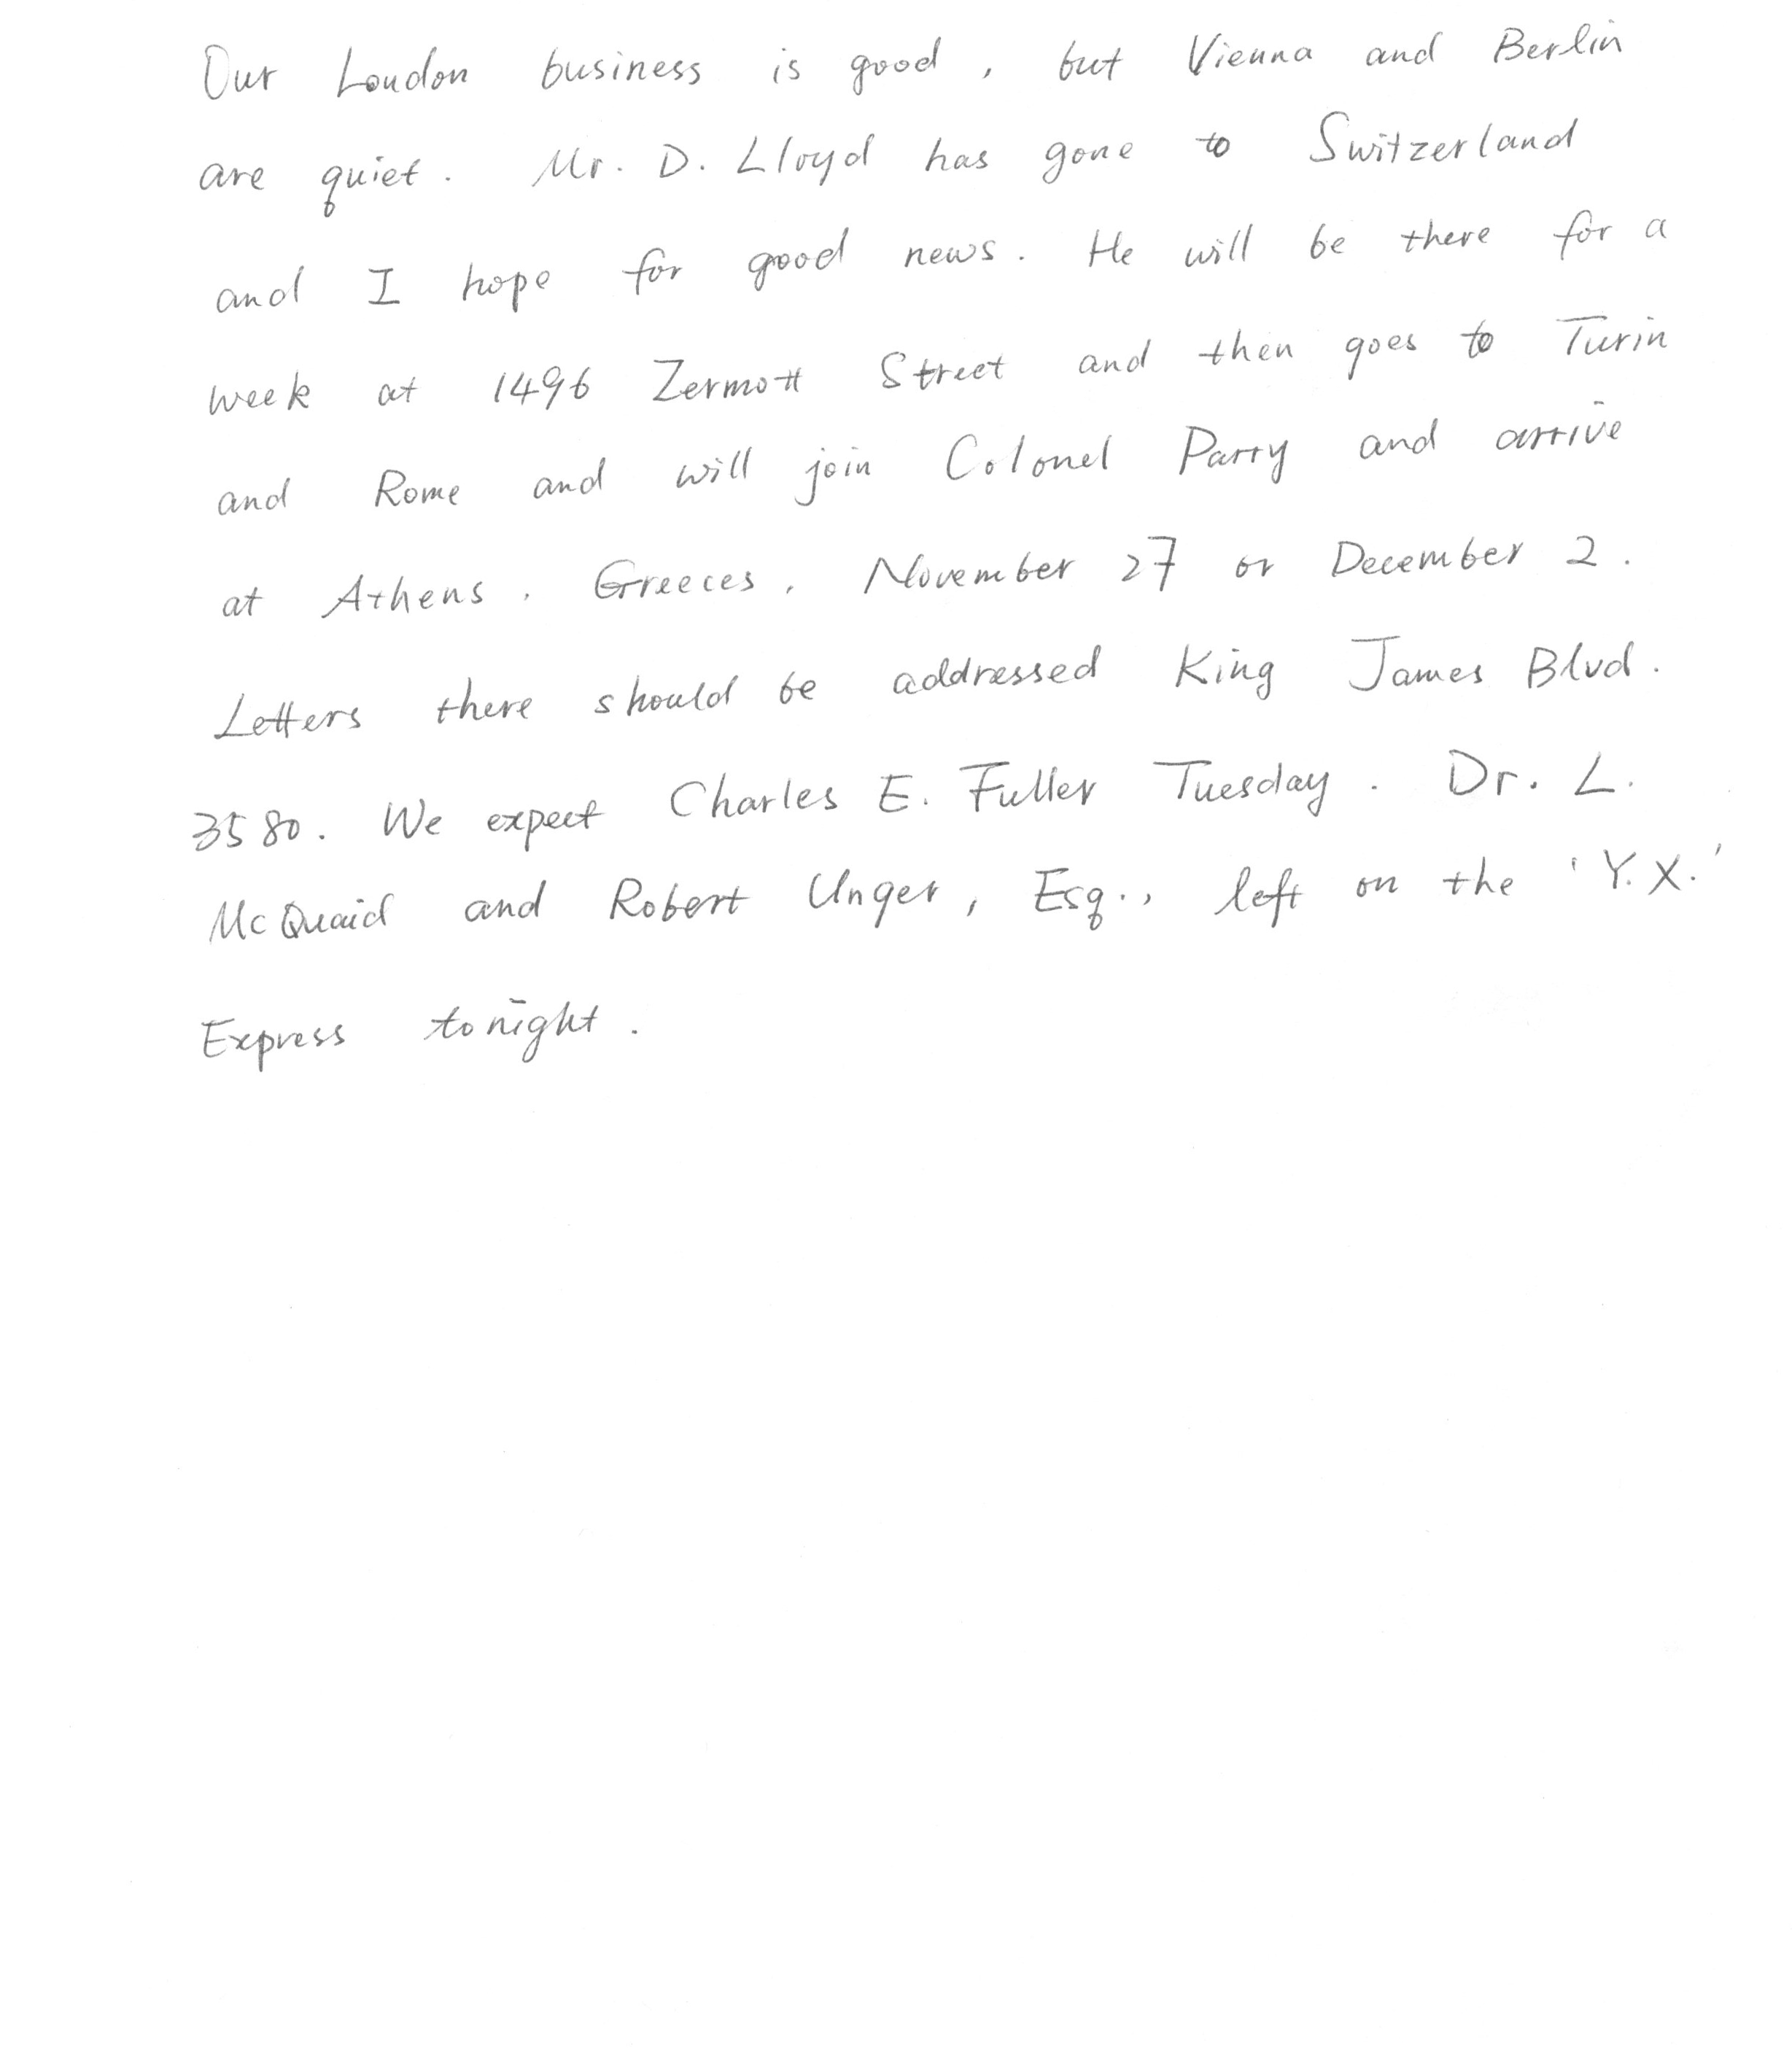 Our London business is good, but Vienna and Berlin
are quiet. Mr. D. Lloyd has gone to Switzerland
and I hope for good news. He will be there for a
week at 1496 Zermott Street and then goes to Turin
and Rome and will join Colonel Parry and arrive
at Athens, Greeces, November 27 or December 2.
Letters there should be addressed King James Blvd.
3580. We expect Charles E. Fuller Tuesday. Dr. L.
McQuaid and Robert Unger, Esq., left on the 'Y.X.'
Express tonight.